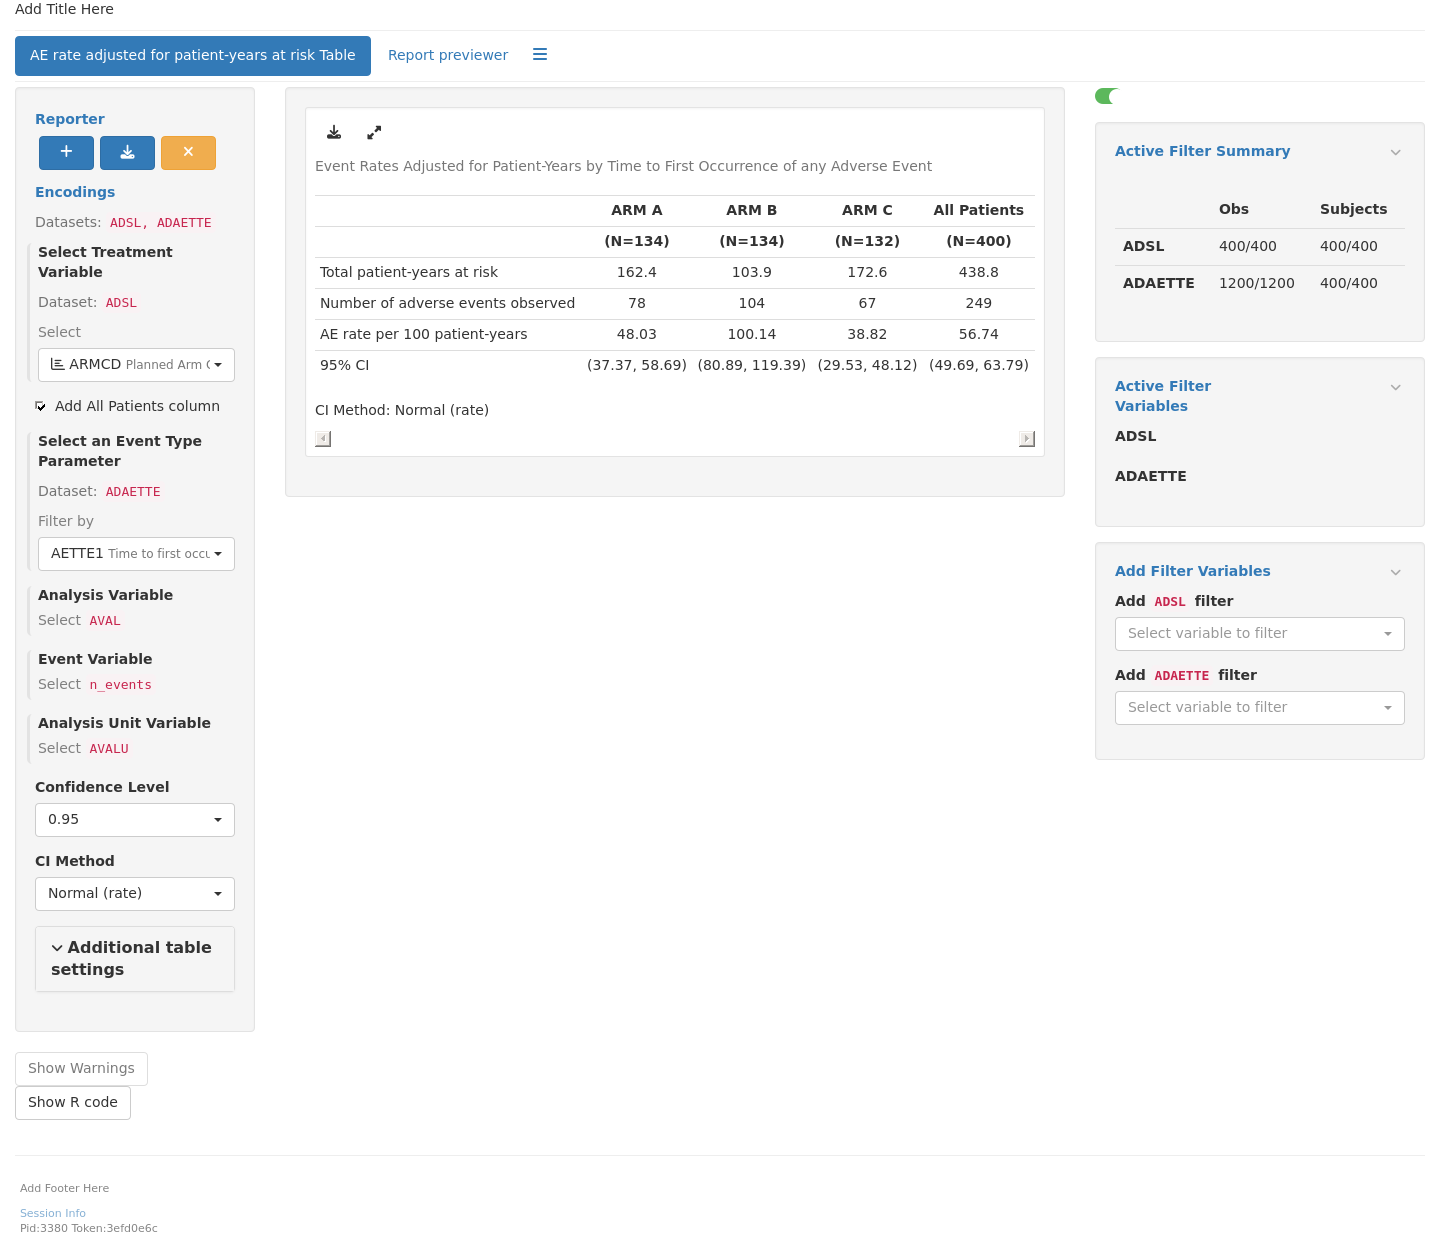 Add Title Here
AE rate adjusted for patient-years at risk Table
Report previewer
Reporter
Encodings
Datasets: ADSL, ADAETTE
Select Treatment
Variable
Dataset: ADSL
Select
ARMCD Planned Arm C
Add All Patients column
Select an Event Type
Parameter
Dataset: ADAETTE
Filter by
AETTE1 Time to first occu
Analysis Variable
Select AVAL
Event Variable
Select n_events
Analysis Unit Variable
Select AVALU
Confidence Level
0.95
CI Method
Normal (rate)
Additional table
settings
Show Warnings
Show R code
Event Rates Adjusted for Patient-Years by Time to First Occurrence of any Adverse Event
ARM A ARM B ARM C All Patients
(N=134) (N=134) (N=132) (N=400)
Total patient-years at risk 162.4 103.9 172.6 438.8
Number of adverse events observed 78 104 67 249
AE rate per 100 patient-years 48.03 100.14 38.82 56.74
95% CI (37.37, 58.69) (80.89, 119.39) (29.53, 48.12) (49.69, 63.79)
CI Method: Normal (rate)
Active Filter Summary
Obs Subjects
ADSL 400/400 400/400
ADAETTE 1200/1200 400/400
Active Filter
Variables
ADSL
ADAETTE
Add Filter Variables
Add ADSL filter
Select variable to filter
Add ADAETTE filter
Select variable to filter
Add Footer Here
Session Info
Pid:3380 Token:3efd0e6c